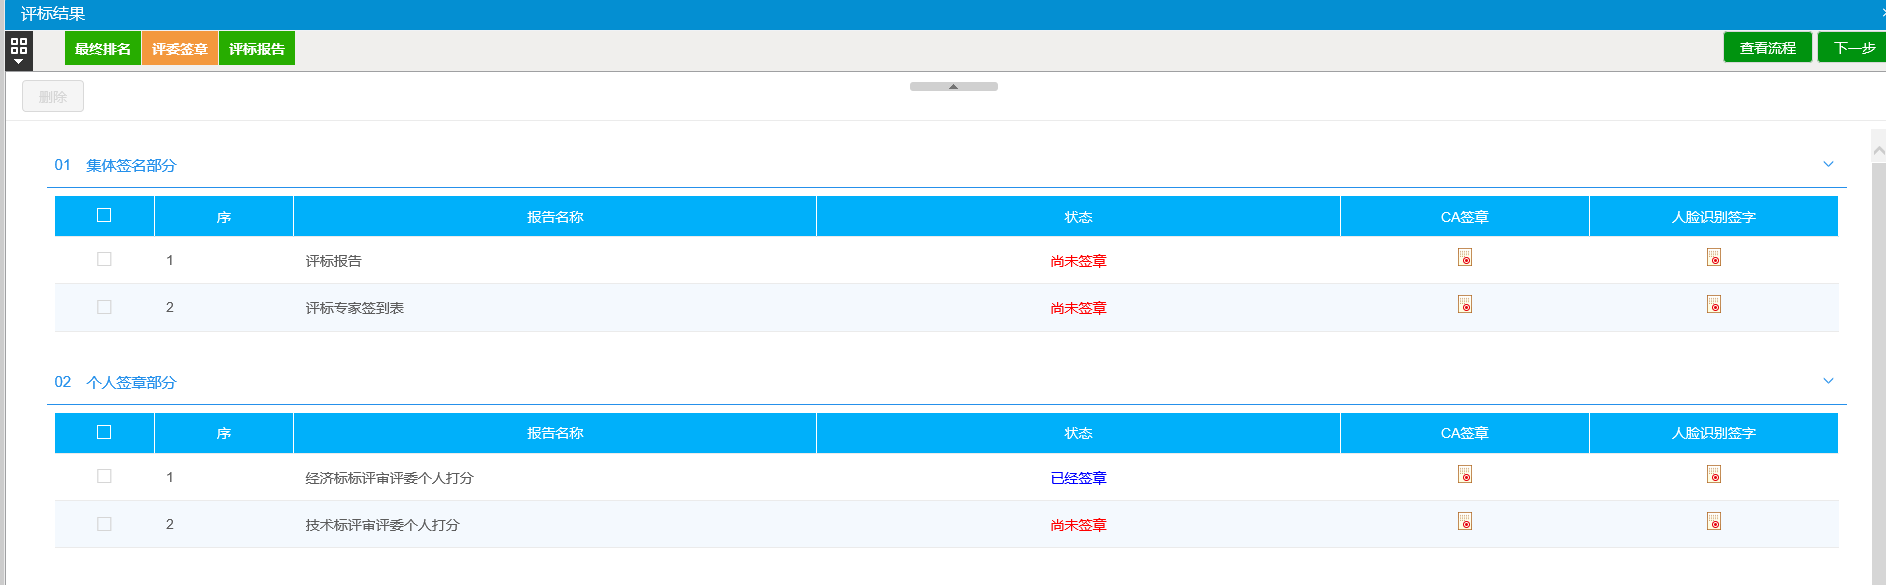 评标结果
最终排名 评委签章 评标报告 查看流程 下一步
删除
01 集体签名部分
序 报告名称 状态 CA签章 人脸识别签字
1 评标报告 尚未签章
2 评标专家签到表 尚未签章
02 个人签章部分
序 报告名称 状态 CA签章 人脸识别签字
1 经济标标评审评委个人打分 已经签章
2 技术标评审评委个人打分 尚未签章